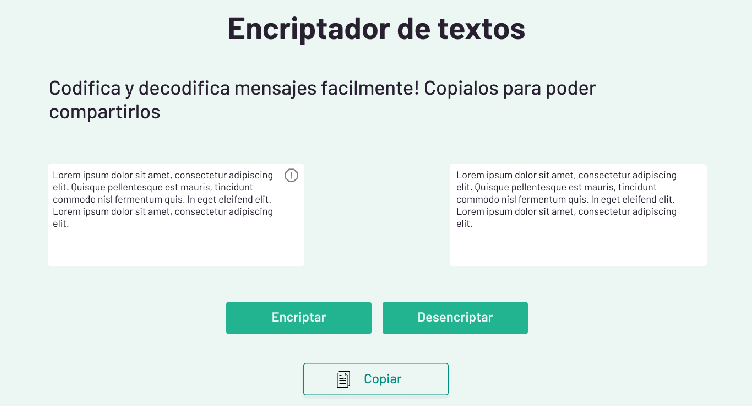 Encriptador de textos
Codifica y decodifica mensajes facilmente! Copialos para poder
compartirlos
Lorem ipsum dolor sit amet, consectetur adipiscing
elit. Quisque pellentesque est mauris, tincidunt
commodo nisl fermentum quis. In eget eleifend elit.
Lorem ipsum dolor sit amet, consectetur adipiscing
elit.
Lorem ipsum dolor sit amet, consectetur adipiscing
elit. Quisque pellentesque est mauris, tincidunt
commodo nisl fermentum quis. In eget eleifend elit.
Lorem ipsum dolor sit amet, consectetur adipiscing
elit.
Encriptar
Desencriptar
Copiar